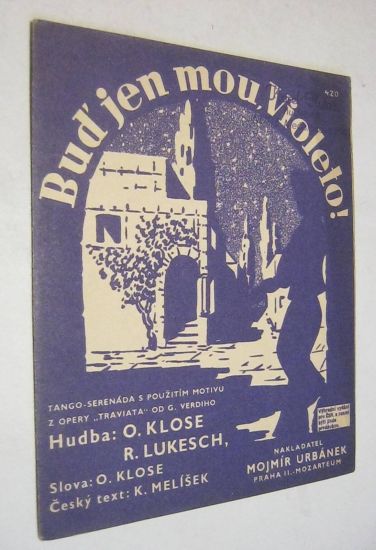 Buď jen mou, Violeto!
420
TANGO-SERENÁDA S POUŽITÍM MOTIVU
Z OPERY „TRAVIATA" OD G. VERDIHO
Hudba: O. KLOSE
R. LUKESCH,
Slova: O. KLOSE
Český text: K. MELÍŠEK
NAKLADATEL
MOJMÍR URBÁNEK
PRAHA II.-MOZARTEUM